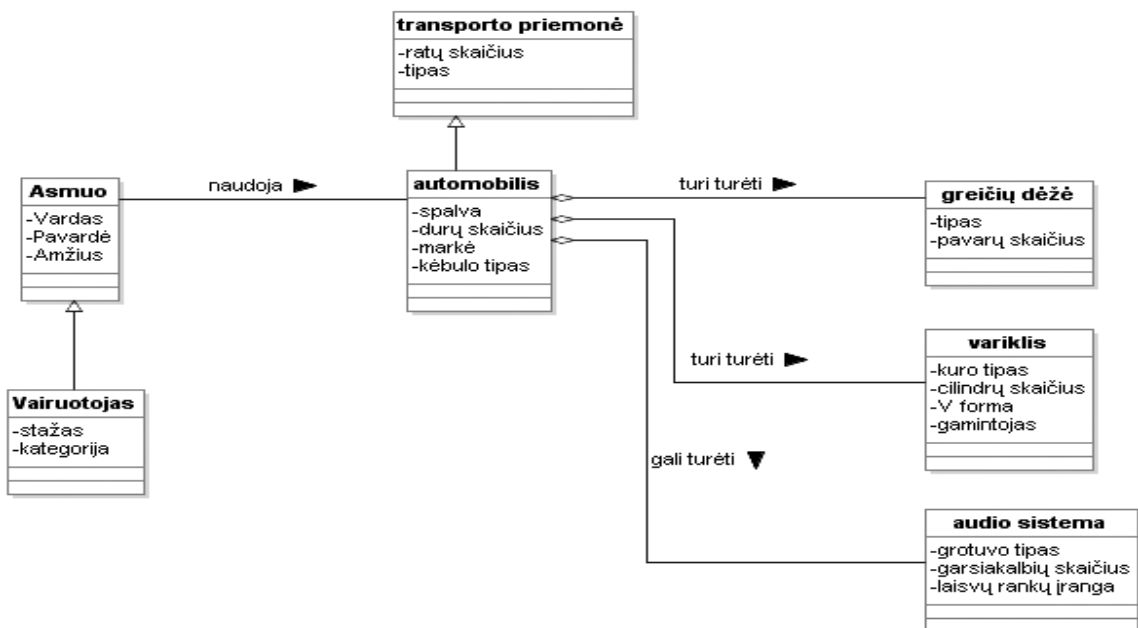 transporto priemonė
-ratų skaičius
-tipas
Asmuo
-Vardas
-Pavardė
-Amžius
naudoja
automobilis
-spalva
-durų skaičius
-markė
-kėbulo tipas
turi turėti
greičių dėžė
-tipas
-pavarų skaičius
turi turėti
variklis
-kuro tipas
-cilindrų skaičius
-V forma
-gamintojas
Vairuotojas
-stažas
-kategorija
gali turėti
audio sistema
-grotuvo tipas
-garsiakalbių skaičius
-laisvų rankų įranga